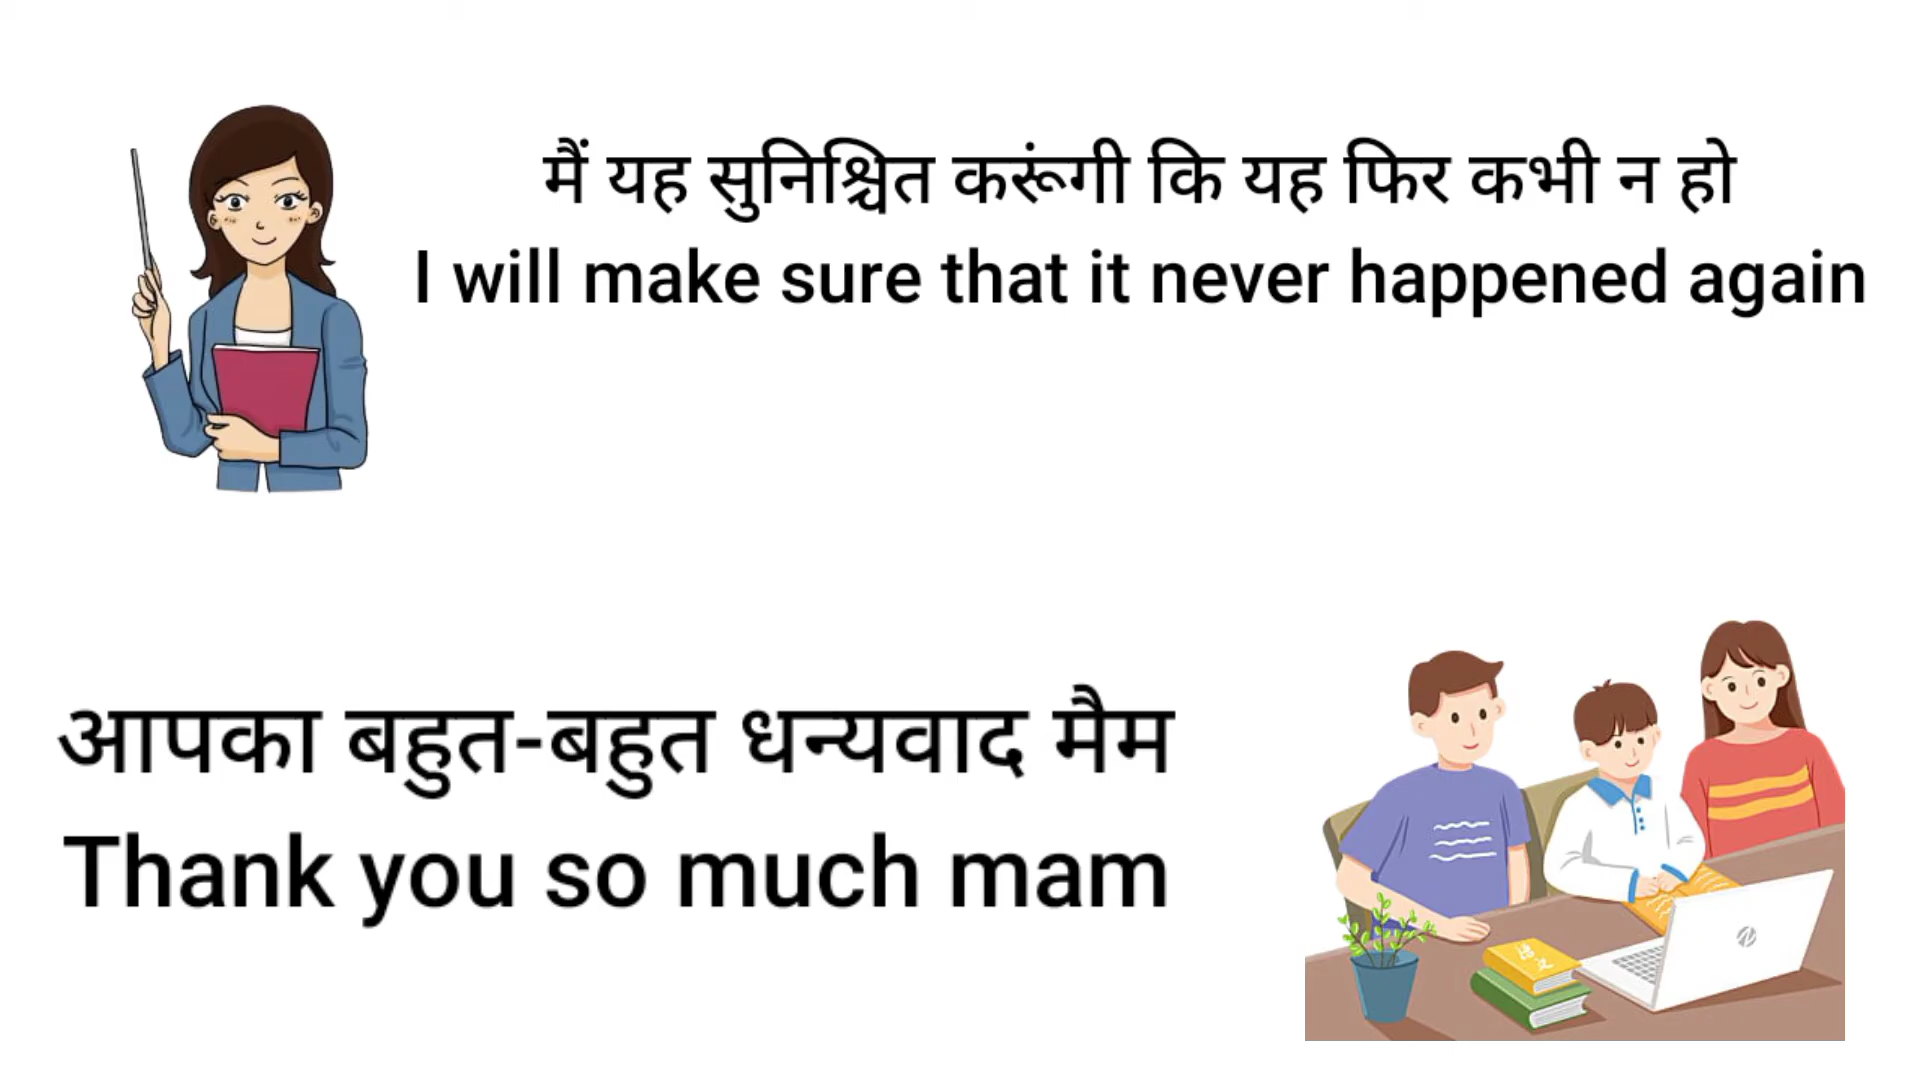 मैं यह सुनिश्चित करूंगी कि यह फिर कभी न हो
I will make sure that it never happened again
आपका बहुत-बहुत धन्यवाद मैम
Thank you so much mam